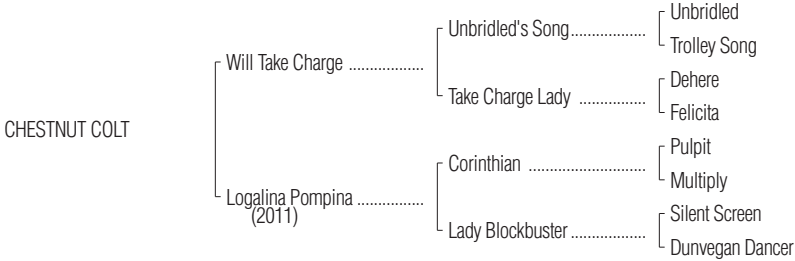 Unbridled
Unbridled's Song..................
Trolley Song
Will Take Charge ..................
Dehere
Take Charge Lady ................
Felicita
CHESTNUT COLT
Pulpit
Corinthian ............................
Multiply
Logalina Pompina ................
(2011)
Silent Screen
Lady Blockbuster..................
Dunvegan Dancer